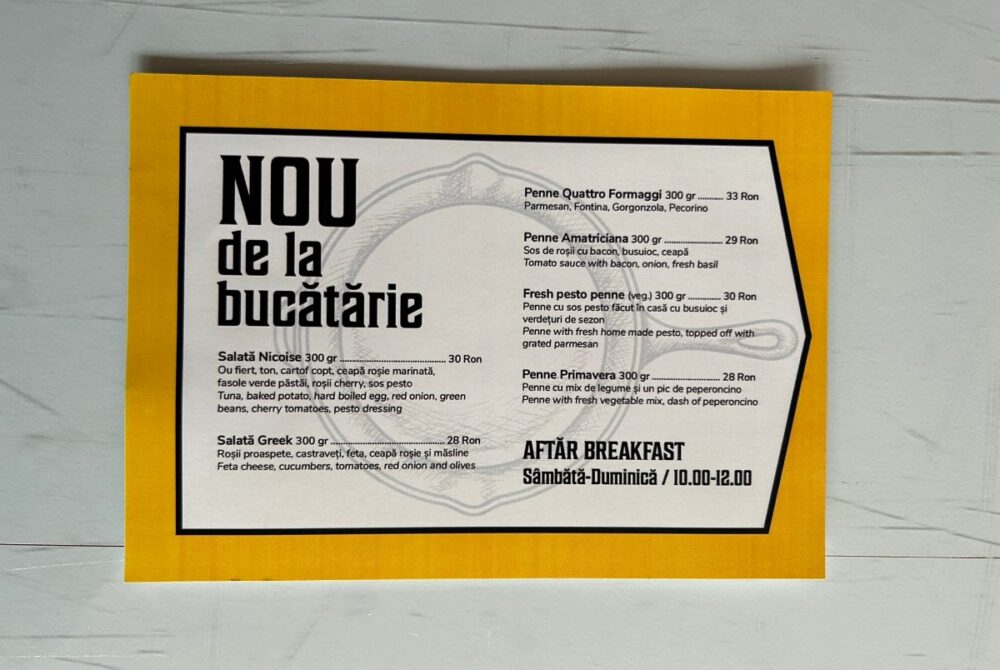 NOU
de la
bucătărie
Salată Nicoise 300 gr ........................................ 30 Ron
Ou fiert, ton, cartof copt, ceapă roșie marinată,
fasole verde păstăi, roșii cherry, sos pesto
Tuna, baked potato, hard boiled egg, red onion, green
beans, cherry tomatoes, pesto dressing
Salată Greek 300 gr ........................................... 28 Ron
Roșii proaspete, castraveți, feta, ceapă roșie și măsline
Feta cheese, cucumbers, tomatoes, red onion and olives
Penne Quattro Formaggi 300 gr .......... 33 Ron
Parmesan, Fontina, Gorgonzola, Pecorino
Penne Amatriciana 300 gr ....................... 29 Ron
Sos de roșii cu bacon, busuioc, ceapă
Tomato sauce with bacon, onion, fresh basil
Fresh pesto penne (veg.) 300 gr ............. 30 Ron
Penne cu sos pesto făcut în casă cu busuioc și
verdețuri de sezon
Penne with fresh home made pesto, topped off with
grated parmesan
Penne Primavera 300 gr ........................... 28 Ron
Penne cu mix de legume și un pic de peperoncino
Penne with fresh vegetable mix, dash of peperoncino
AFTĂR BREAKFAST
Sâmbătă-Duminică / 10.00-12.00